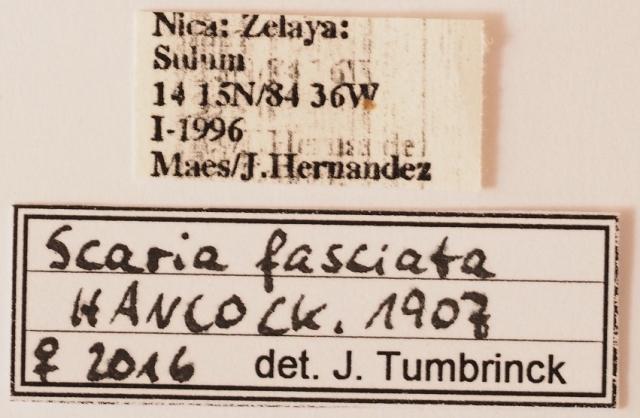 Nica: Zelaya:
Sulum
14 15N/84 36W
I-1996
Maes/J.Hernandez
Scaria fasciata
HANCOCK. 1907
♀ 2016 det. J. Tumbrinck